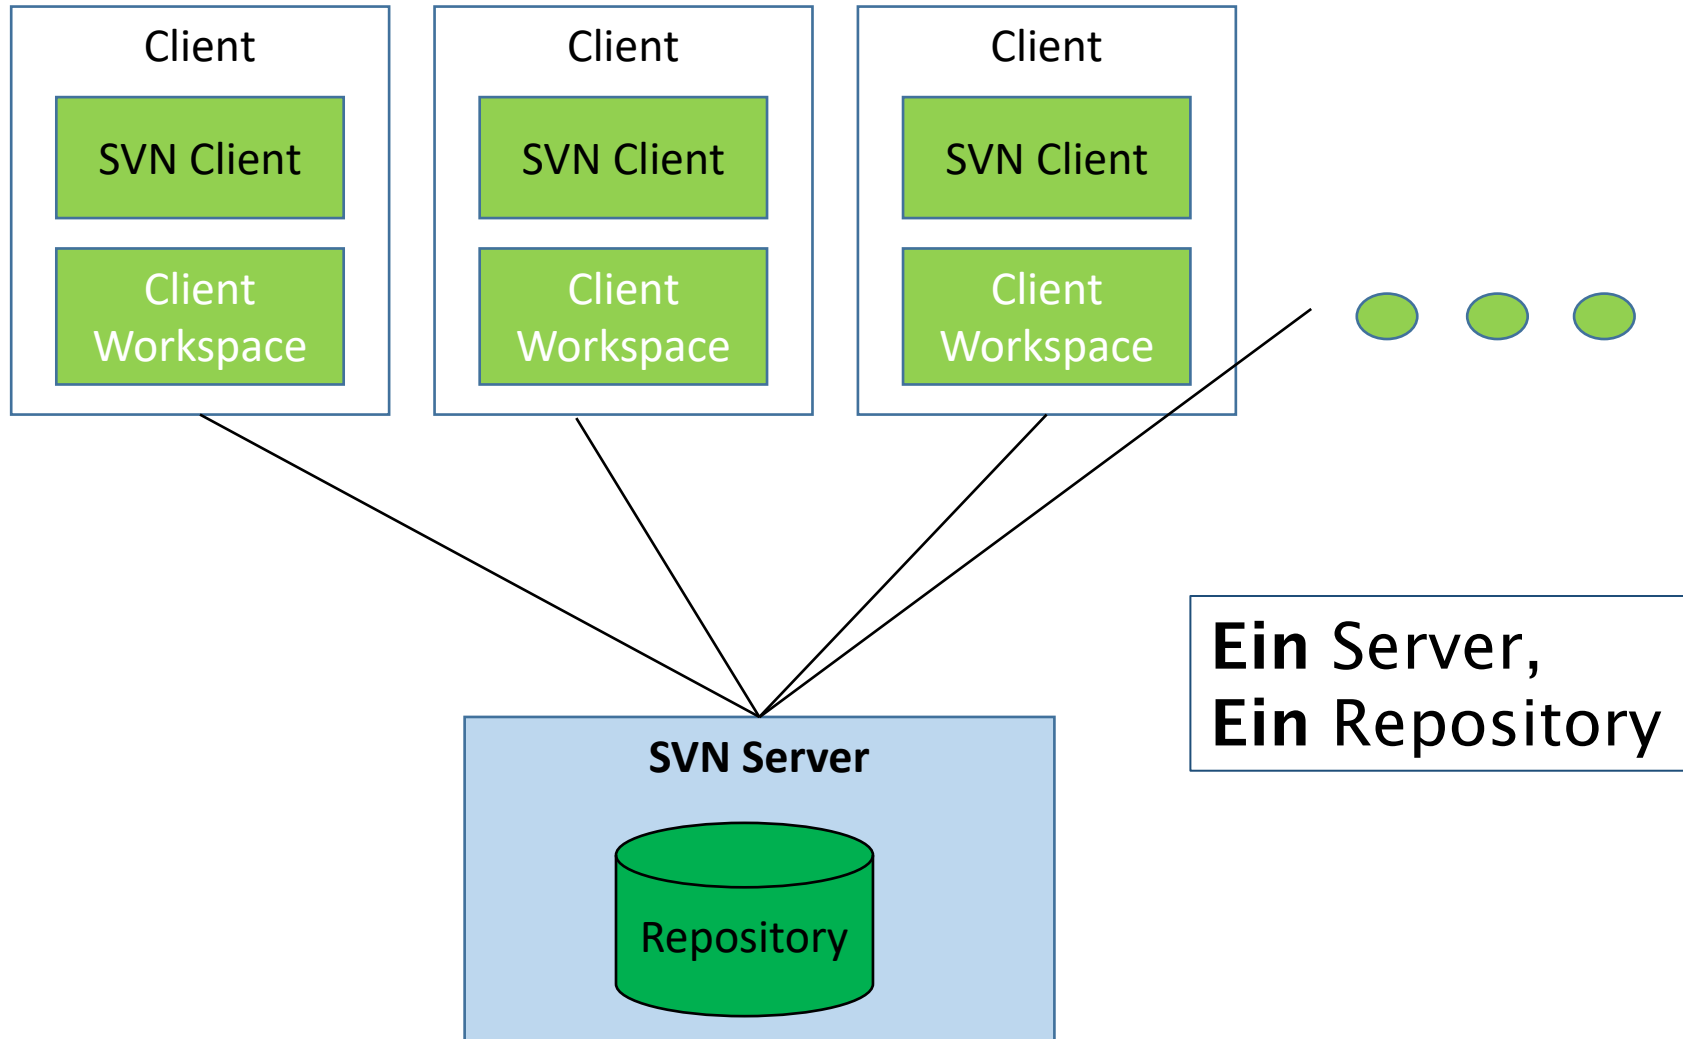 Client
SVN Client
Client
Workspace
Client
SVN Client
Client
Workspace
Client
SVN Client
Client
Workspace
Ein Server,
Ein Repository
SVN Server
Repository